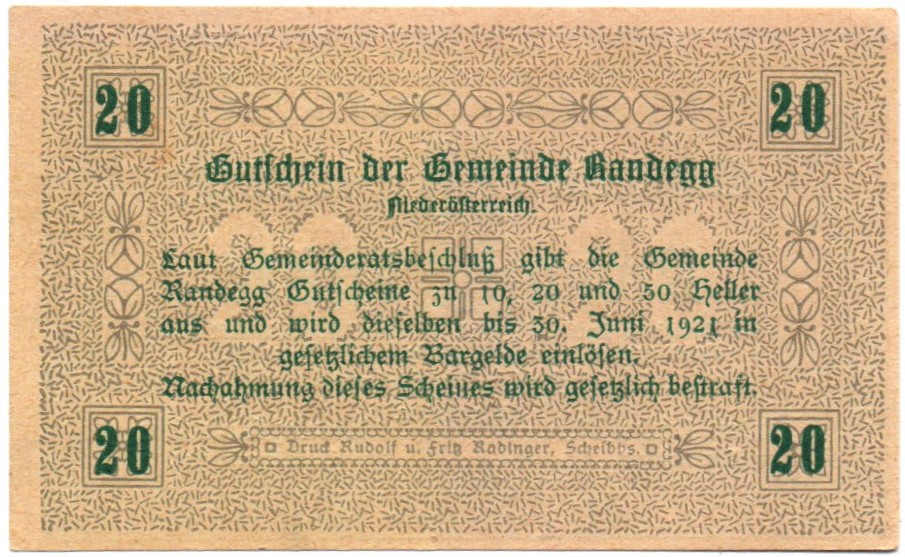 20 20
Gutschein der Gemeinde Randegg
Niederösterreich.
Laut Gemeinderatsbeschluß gibt die Gemeinde
Randegg Gutscheine zu 10, 20 und 50 Heller
aus und wird dieselben bis 30. Juni 1921 in
gesetzlichem Bargelde einlösen.
Nachahmung dieses Scheines wird gesetzlich bestraft.
20 20
Druck Rudolf u. Fritz Radinger, Scheibbs.